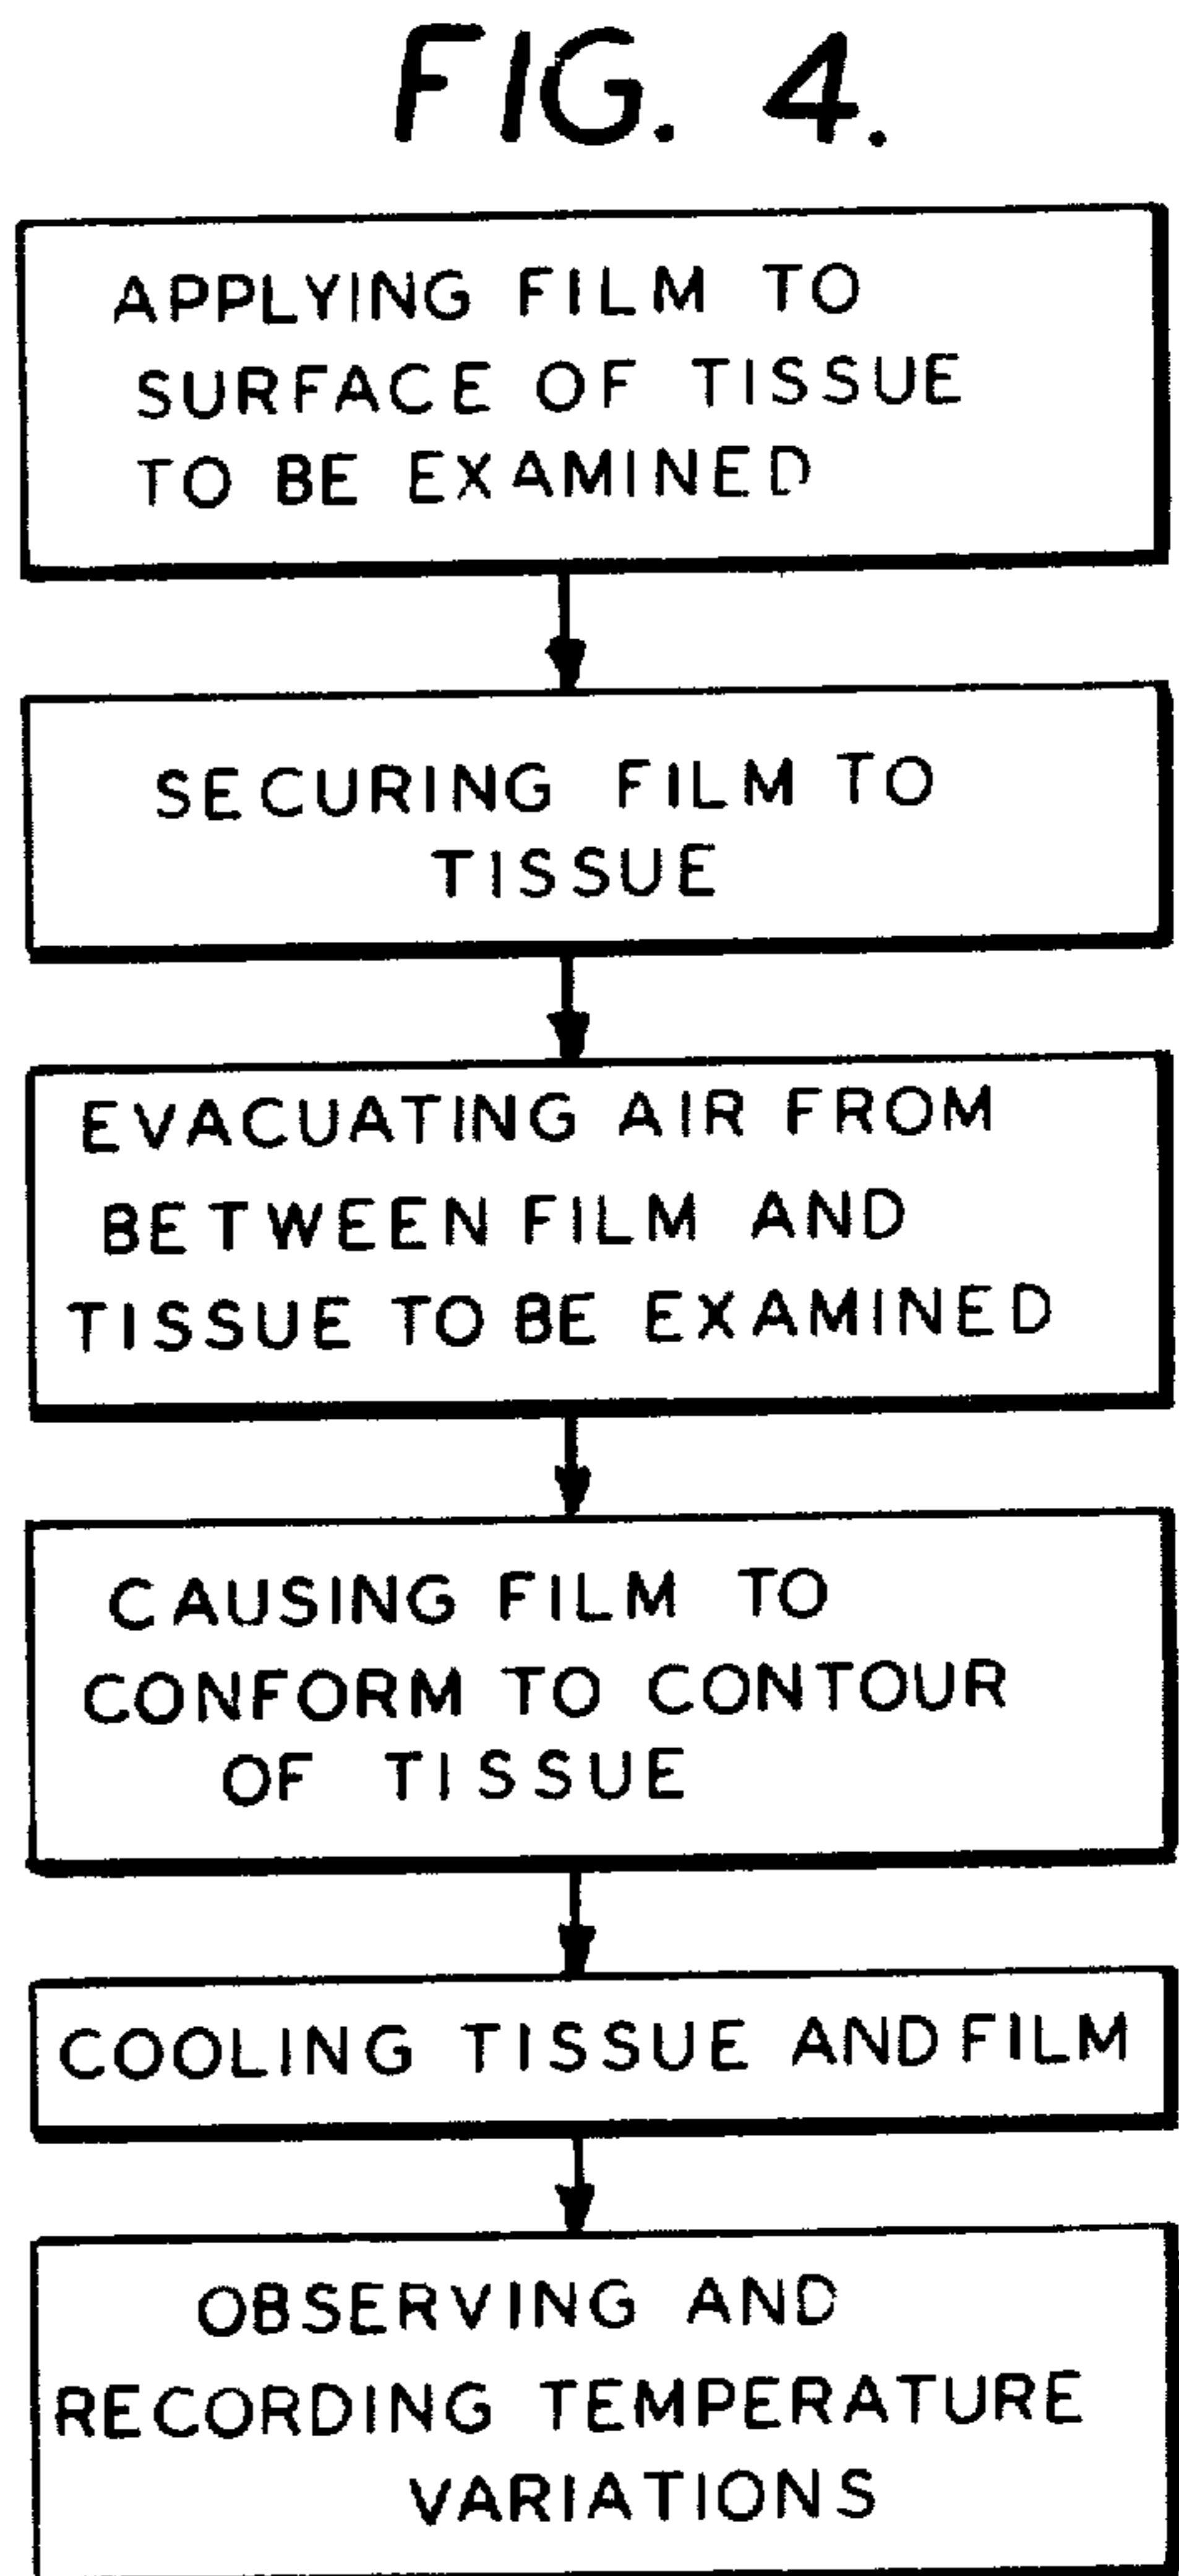 FIG. 4.
APPLYING FILM TO
SURFACE OF TISSUE
TO BE EXAMINED
SECURING FILM TO
TISSUE
EVACUATING AIR FROM
BETWEEN FILM AND
TISSUE TO BE EXAMINED
CAUSING FILM TO
CONFORM TO CONTOUR
OF TISSUE
COOLING TISSUE AND FILM
OBSERVING AND
RECORDING TEMPERATURE
VARIATIONS